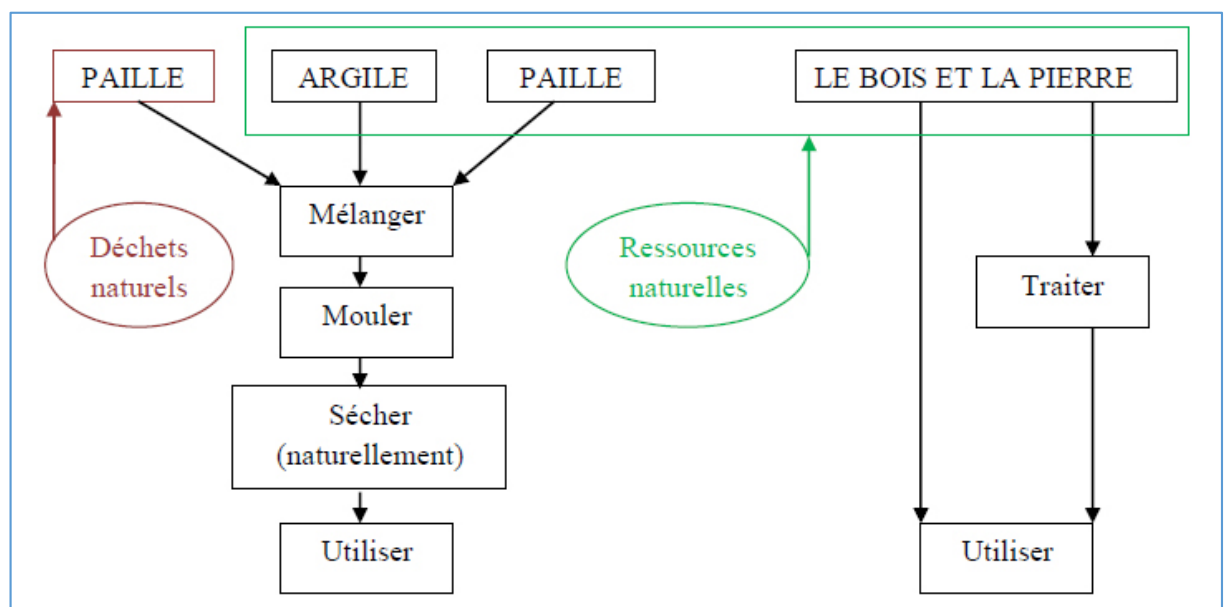 PAILLE
ARGILE
PAILLE
LE BOIS ET LA PIERRE
Mélanger
Déchets
naturels
Ressources
naturelles
Traiter
Mouler
Sécher
(naturellement)
Utiliser
Utiliser